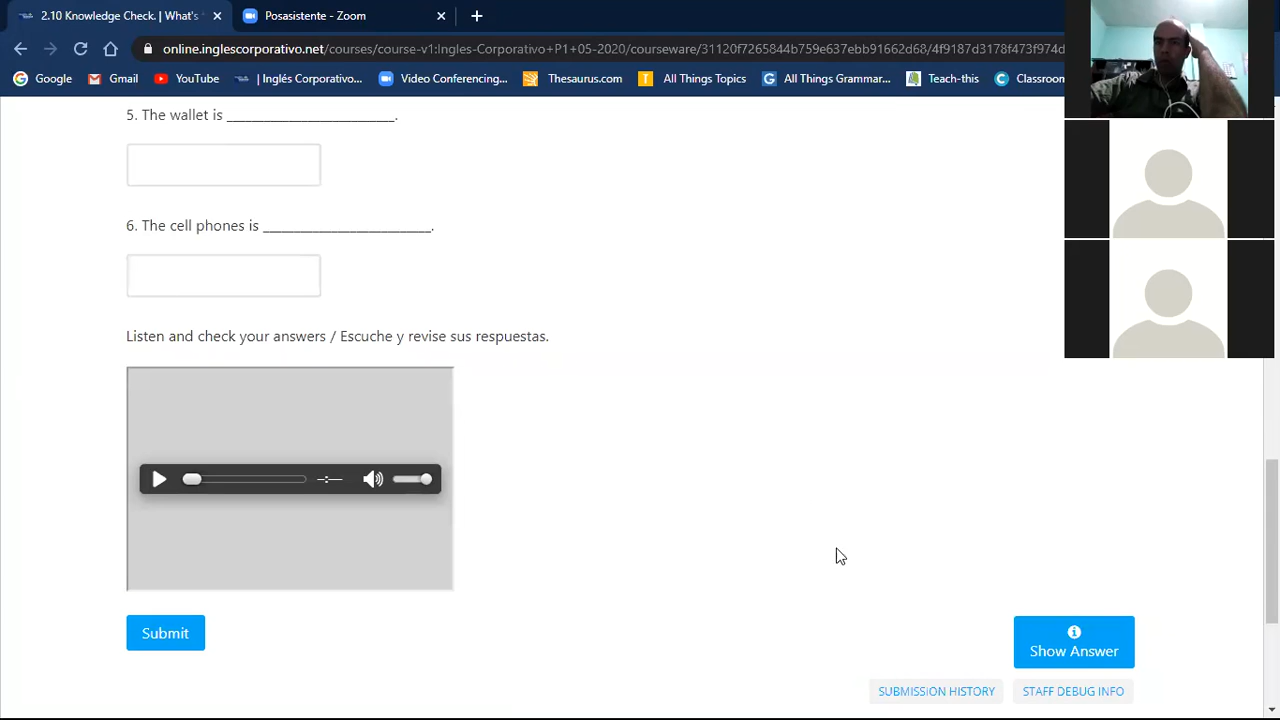 2.10 Knowledge Check. | What's
Posasistente - Zoom
online.inglescorporativo.net/courses/course-v1:Ingles-Corporativo+P1+05-2020/courseware/31120f7265844b759e637ebb91662d68/4f9187d3178f473f974d
Google
Gmail
YouTube
| Inglés Corporativo...
Video Conferencing...
Thesaurus.com
All Things Topics
All Things Grammar...
Teach-this
Classroom
5. The wallet is _________________________.
6. The cell phones is _________________________.
Listen and check your answers / Escuche y revise sus respuestas.
-:--
Submit
Show Answer
SUBMISSION HISTORY
STAFF DEBUG INFO